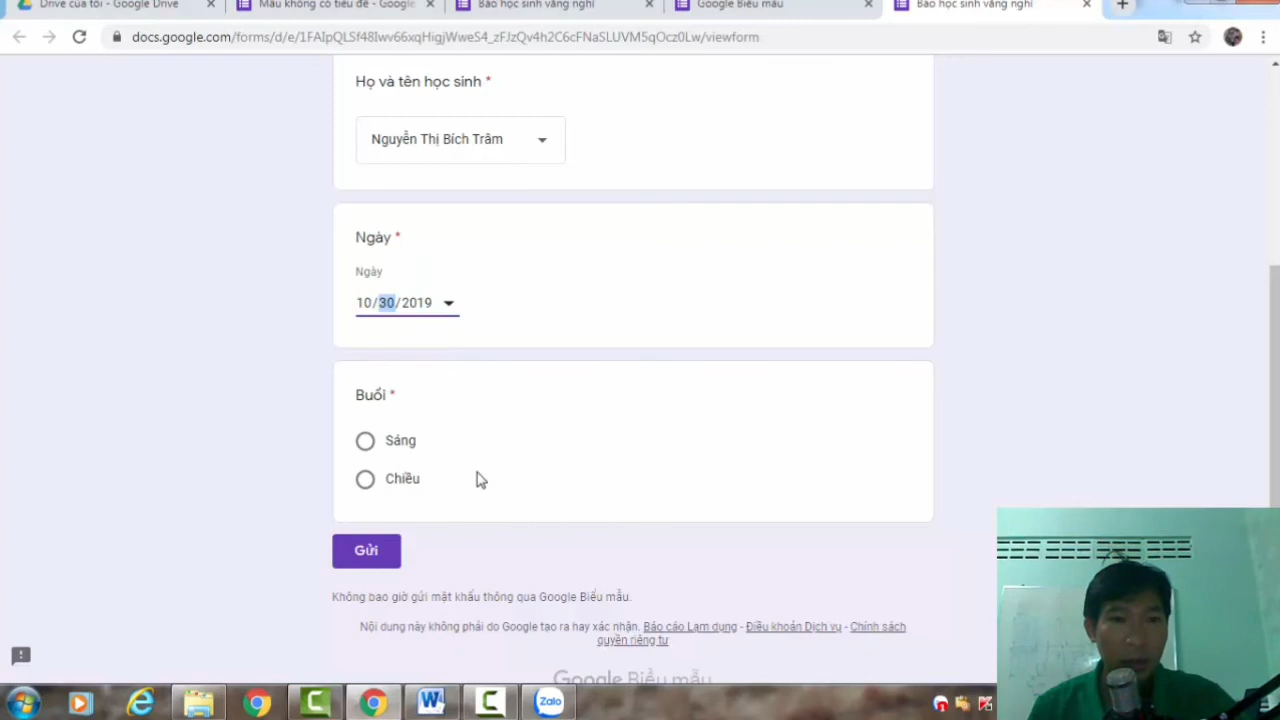 Drive của tôi - Google Drive
Mẫu không có tiêu đề - Google
Báo học sinh vắng nghỉ
Google Biểu mẫu
Báo học sinh vắng nghỉ
docs.google.com/forms/d/e/1FAIpQLSf48Iwv66xqHigjWweS4_zFJzQv4h2C6cFNaSLUVM5qOcz0Lw/viewform
Họ và tên học sinh *
Nguyễn Thị Bích Trâm
Ngày *
Ngày
10/30/2019
Buổi *
Sáng
Chiều
Gửi
Không bao giờ gửi mật khẩu thông qua Google Biểu mẫu.
Nội dung này không phải do Google tạo ra hay xác nhận. Báo cáo Lạm dụng - Điều khoản Dịch vụ - Chính sách
quyền riêng tư
Google Biểu mẫu
Zalo